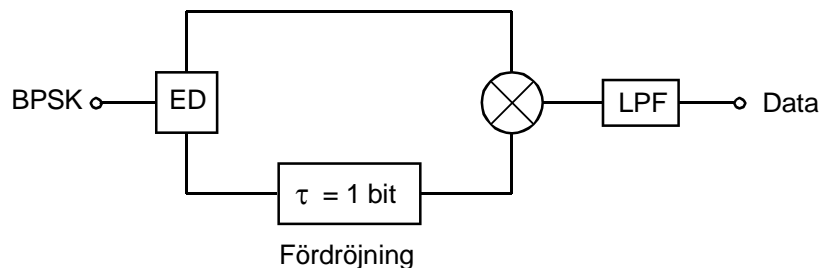 BPSK
ED
LPF
Data
τ = 1 bit
Fördröjning